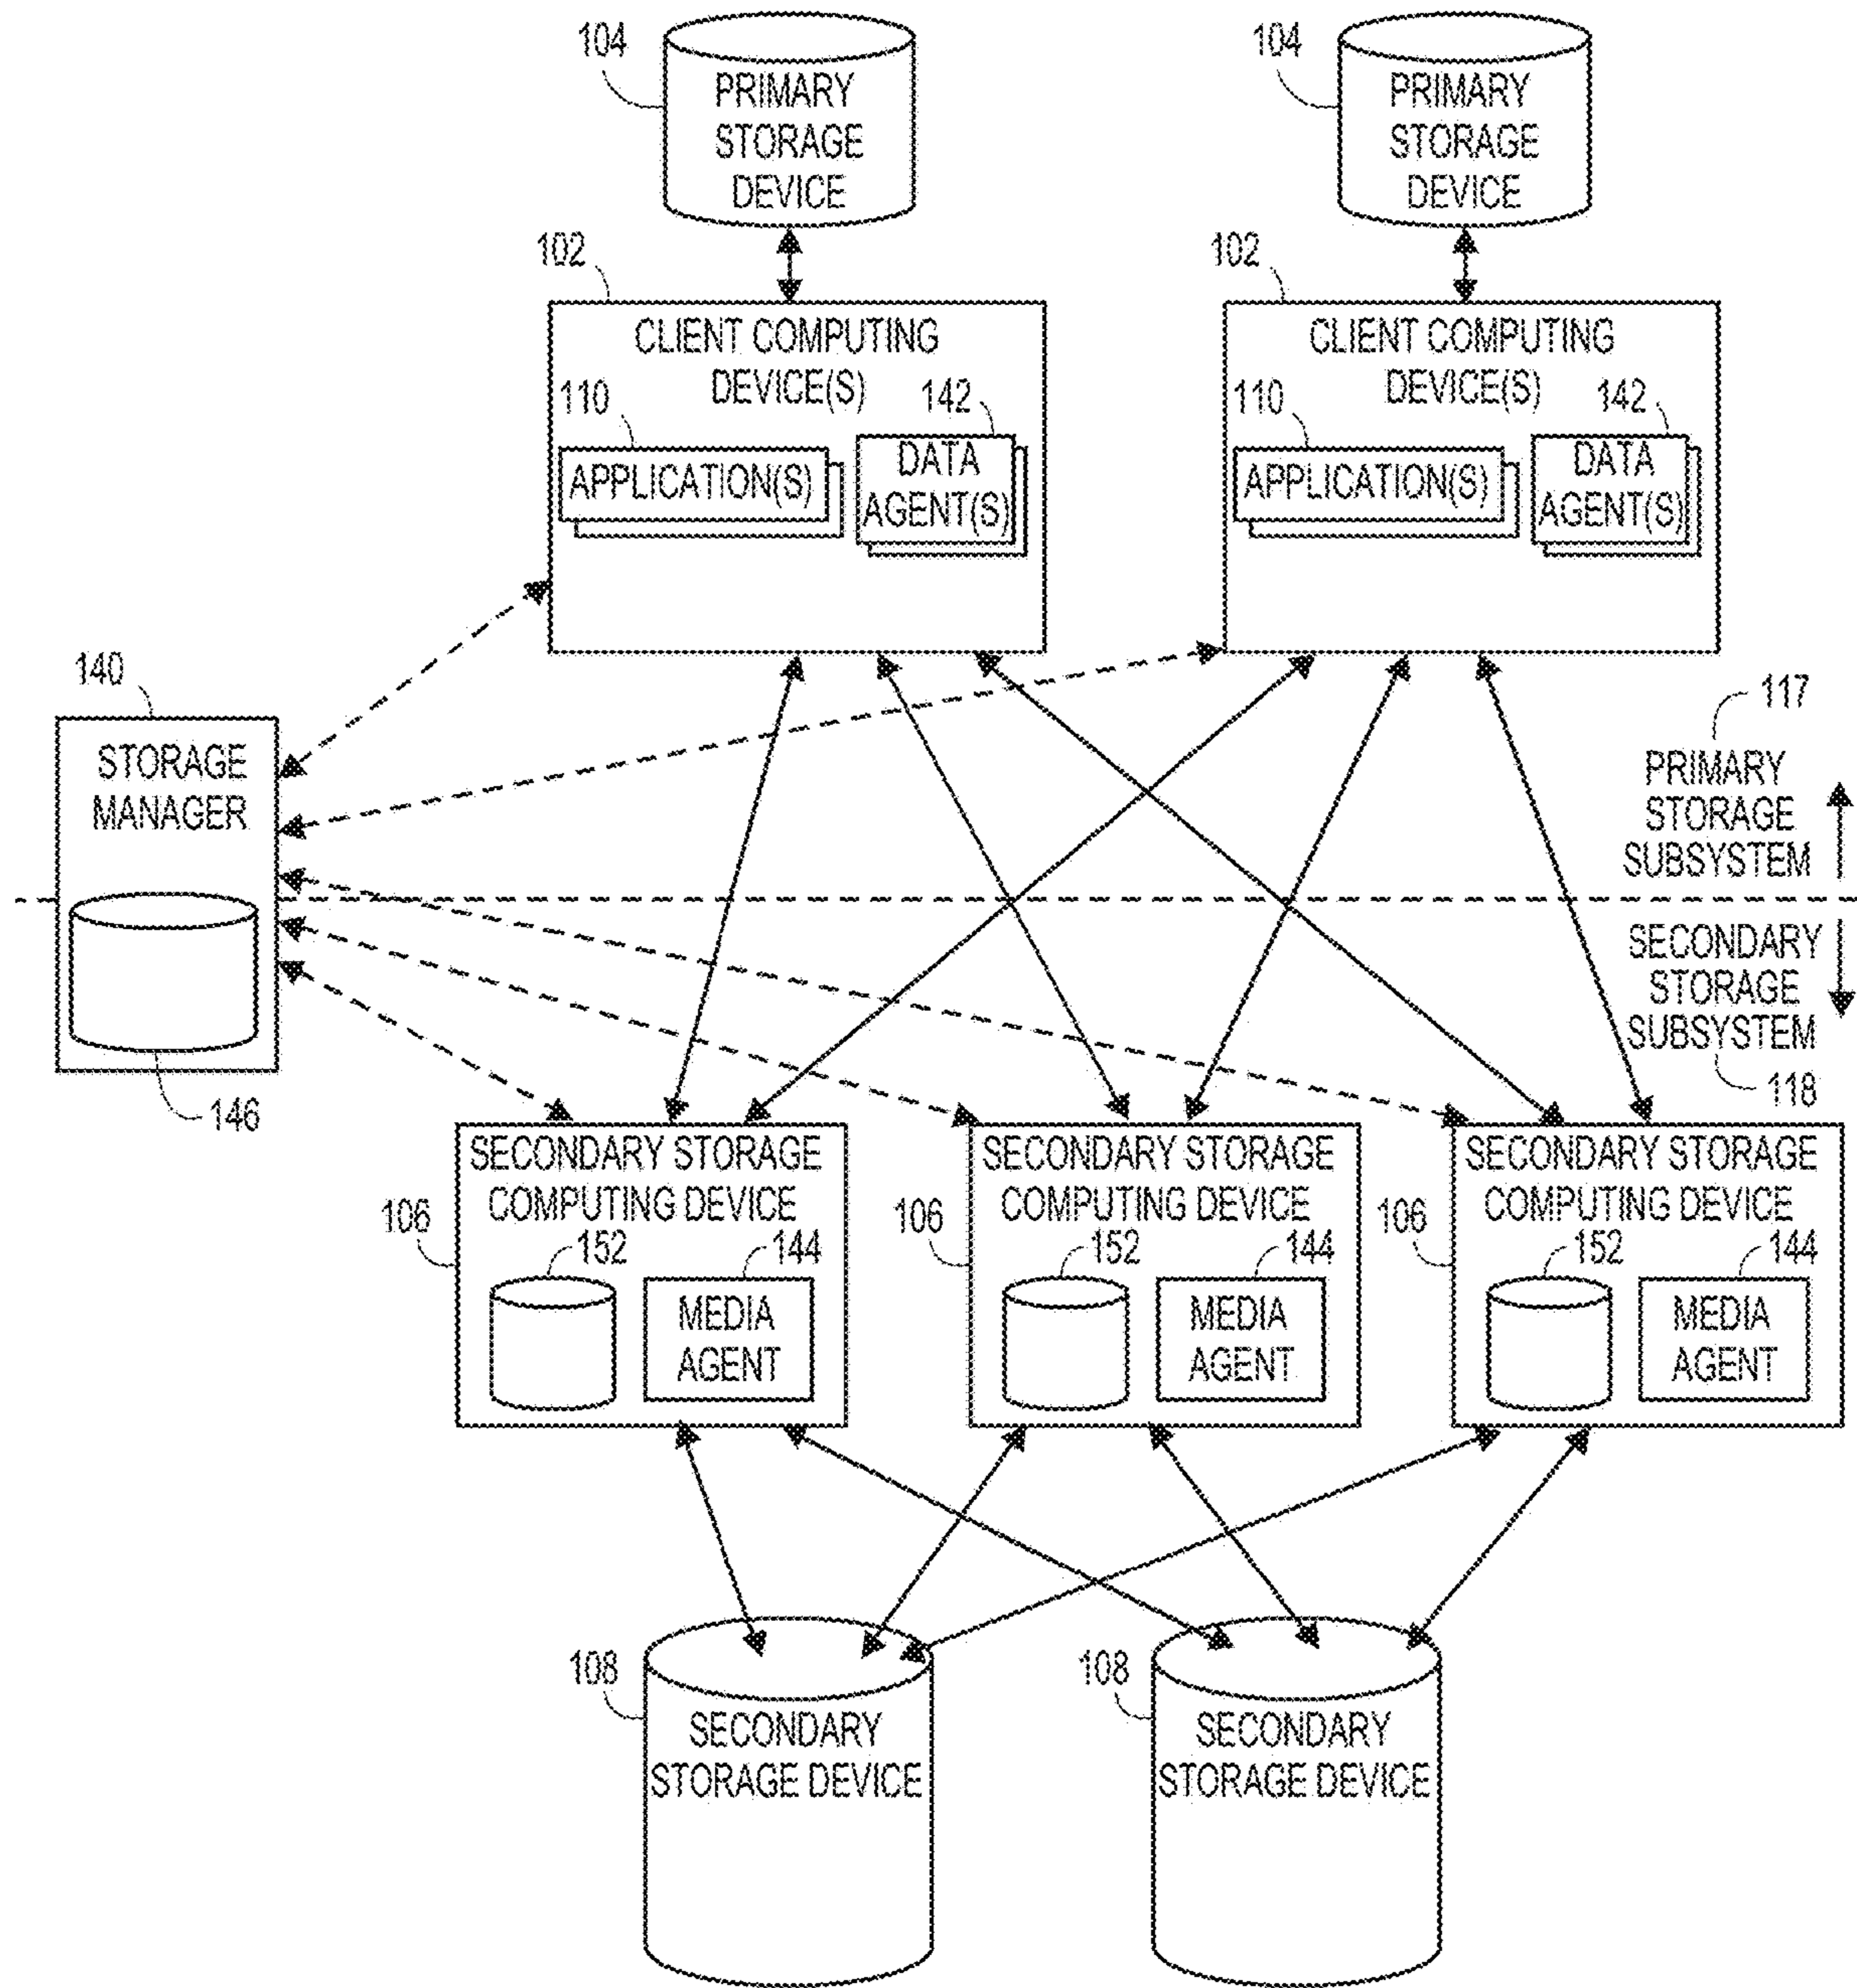 104
PRIMARY
STORAGE
DEVICE
104
PRIMARY
STORAGE
DEVICE
102
CLIENT COMPUTING
DEVICE(S)
110
142
APPLICATION(S)
DATA
AGENT(S)
102
CLIENT COMPUTING
DEVICE(S)
110
142
APPLICATION(S)
DATA
AGENT(S)
140
STORAGE
MANAGER
146
117
PRIMARY
STORAGE
SUBSYSTEM
SECONDARY
STORAGE
SUBSYSTEM
118
SECONDARY STORAGE
COMPUTING DEVICE
106
152
144
MEDIA
AGENT
SECONDARY STORAGE
COMPUTING DEVICE
106
152
144
MEDIA
AGENT
SECONDARY STORAGE
COMPUTING DEVICE
106
152
144
MEDIA
AGENT
108
SECONDARY
STORAGE DEVICE
108
SECONDARY
STORAGE DEVICE